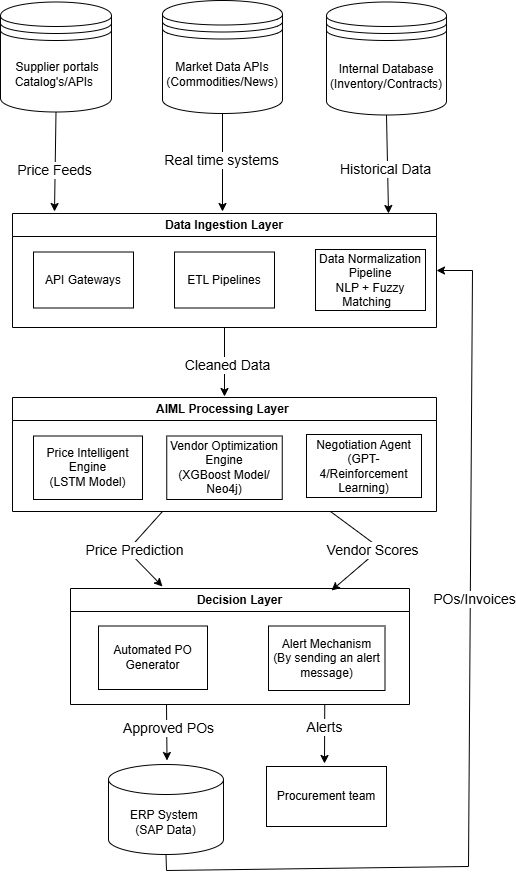 Supplier portals
Catalog's/APIs
Market Data APIs
(Commodities/News)
Internal Database
(Inventory/Contracts)
Price Feeds
Real time systems
Historical Data
Data Ingestion Layer
API Gateways
ETL Pipelines
Data Normalization
Pipeline
NLP + Fuzzy
Matching
Cleaned Data
AIML Processing Layer
Price Intelligent
Engine
(LSTM Model)
Vendor Optimization
Engine
(XGBoost Model/
Neo4j)
Negotiation Agent
(GPT-
4/Reinforcement
Learning)
Price Prediction
Vendor Scores
POs/Invoices
Decision Layer
Automated PO
Generator
Alert Mechanism
(By sending an alert
message)
Approved POs
Alerts
ERP System
(SAP Data)
Procurement team